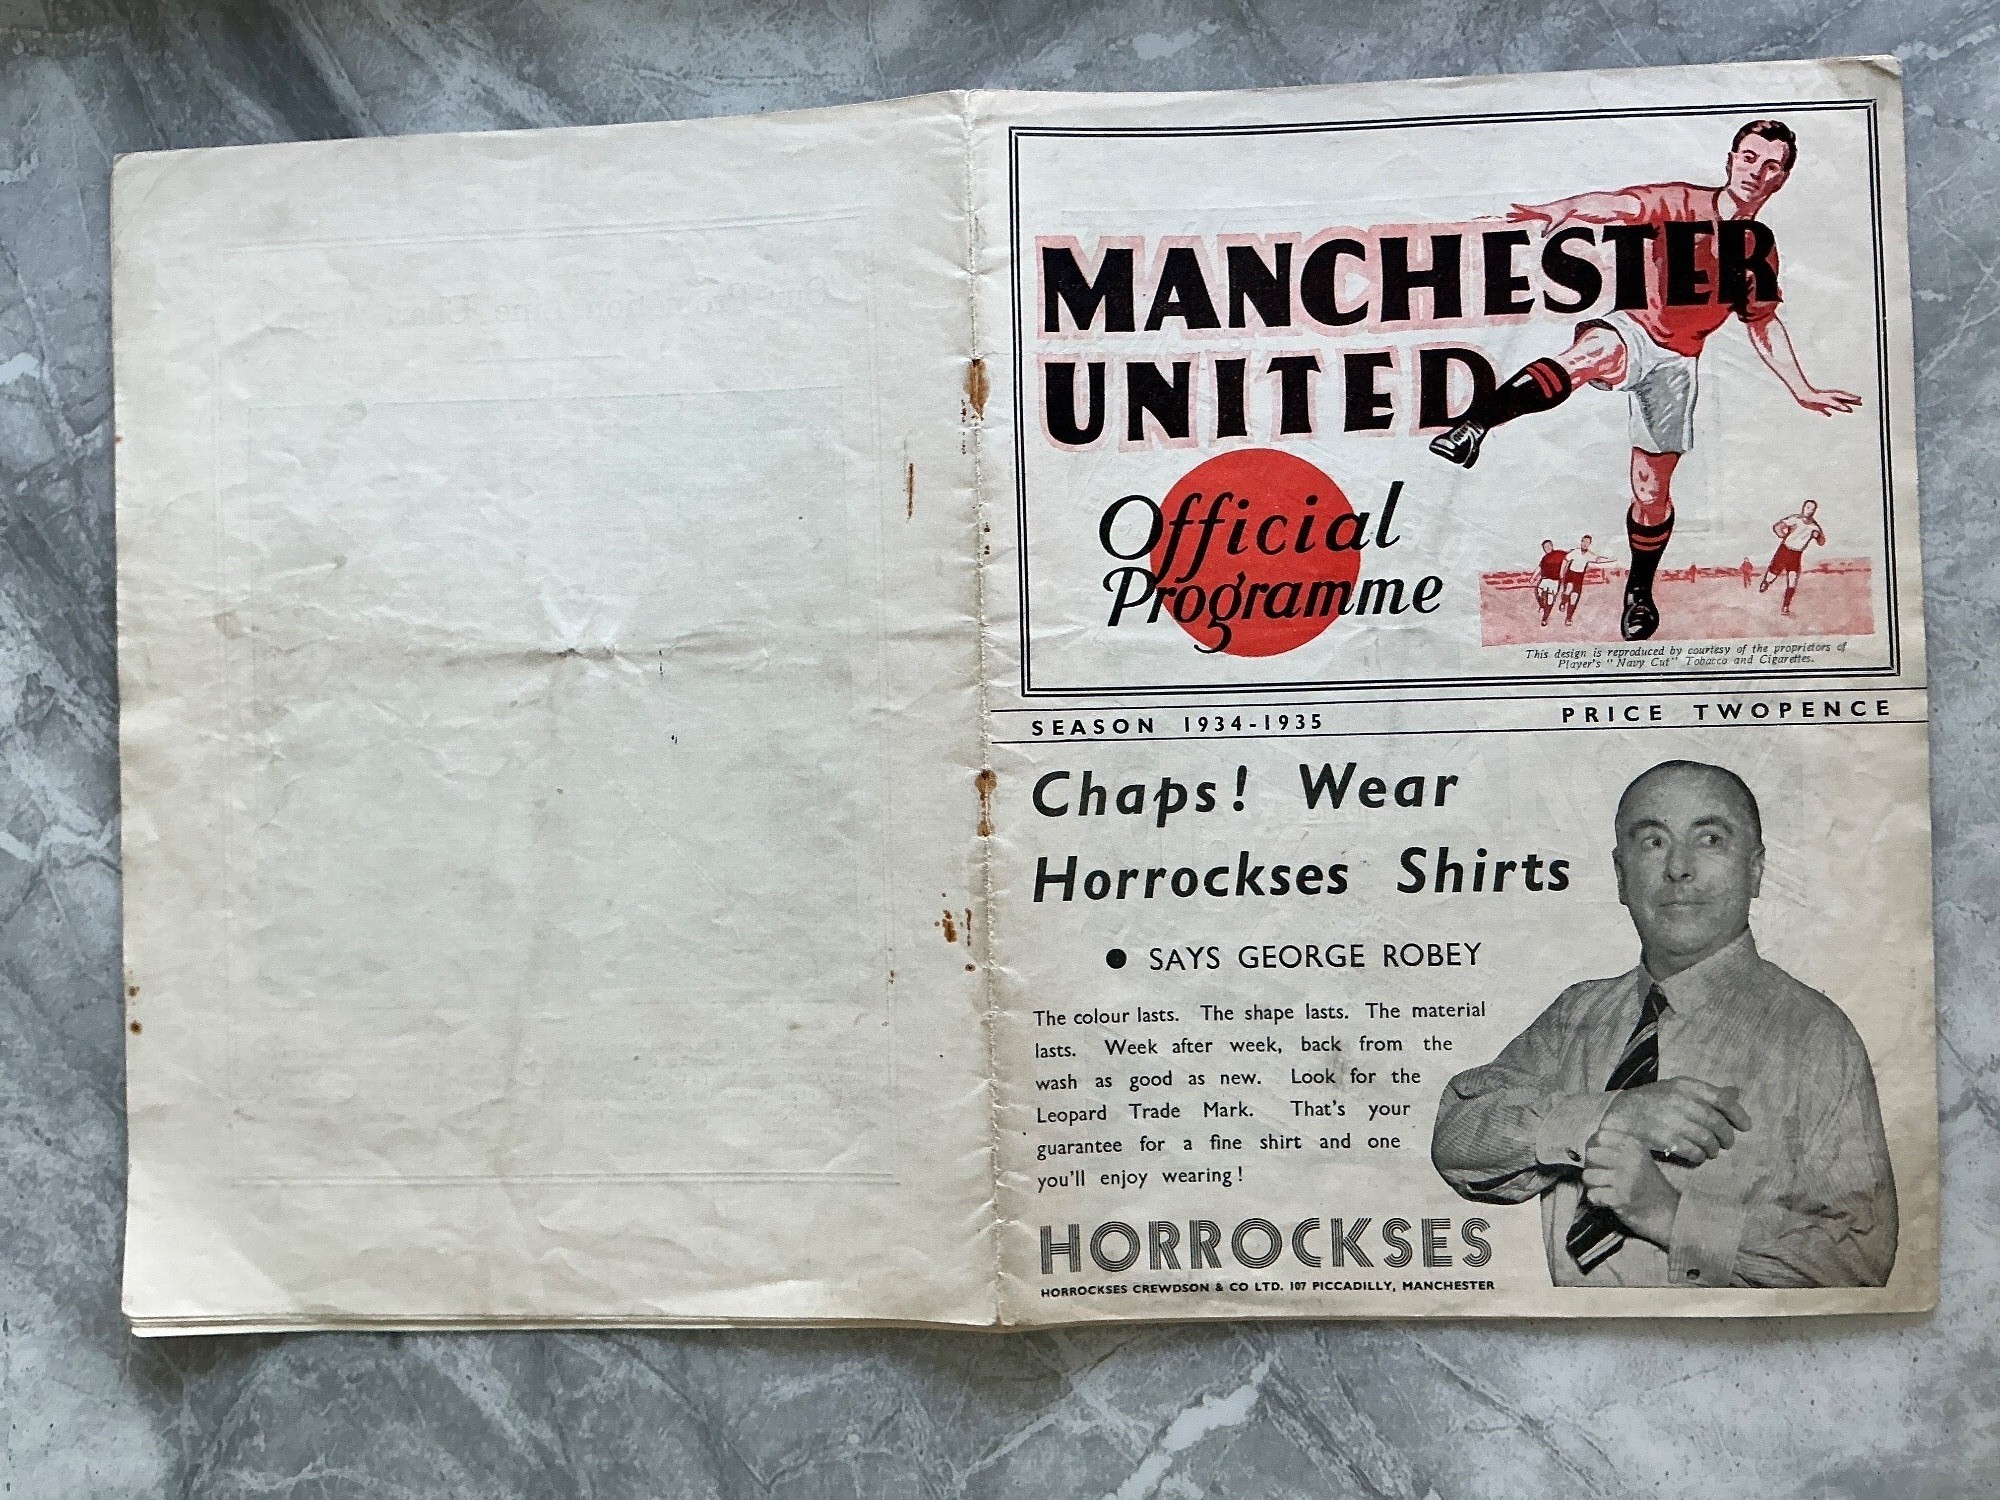 MANCHESTER
UNITED
Official
Programme
This design is reproduced by courtesy of the proprietors of
Player's "Navy Cut" Tobacco and Cigarettes.
SEASON 1934-1935
PRICE TWOPENCE
Chaps! Wear
Horrockses Shirts
● SAYS GEORGE ROBEY
The colour lasts. The shape lasts. The material
lasts. Week after week, back from the
wash as good as new. Look for the
Leopard Trade Mark. That's your
guarantee for a fine shirt and one
you'll enjoy wearing!
HORROCKSES
HORROCKSES CREWDSON & CO LTD. 107 PICCADILLY, MANCHESTER